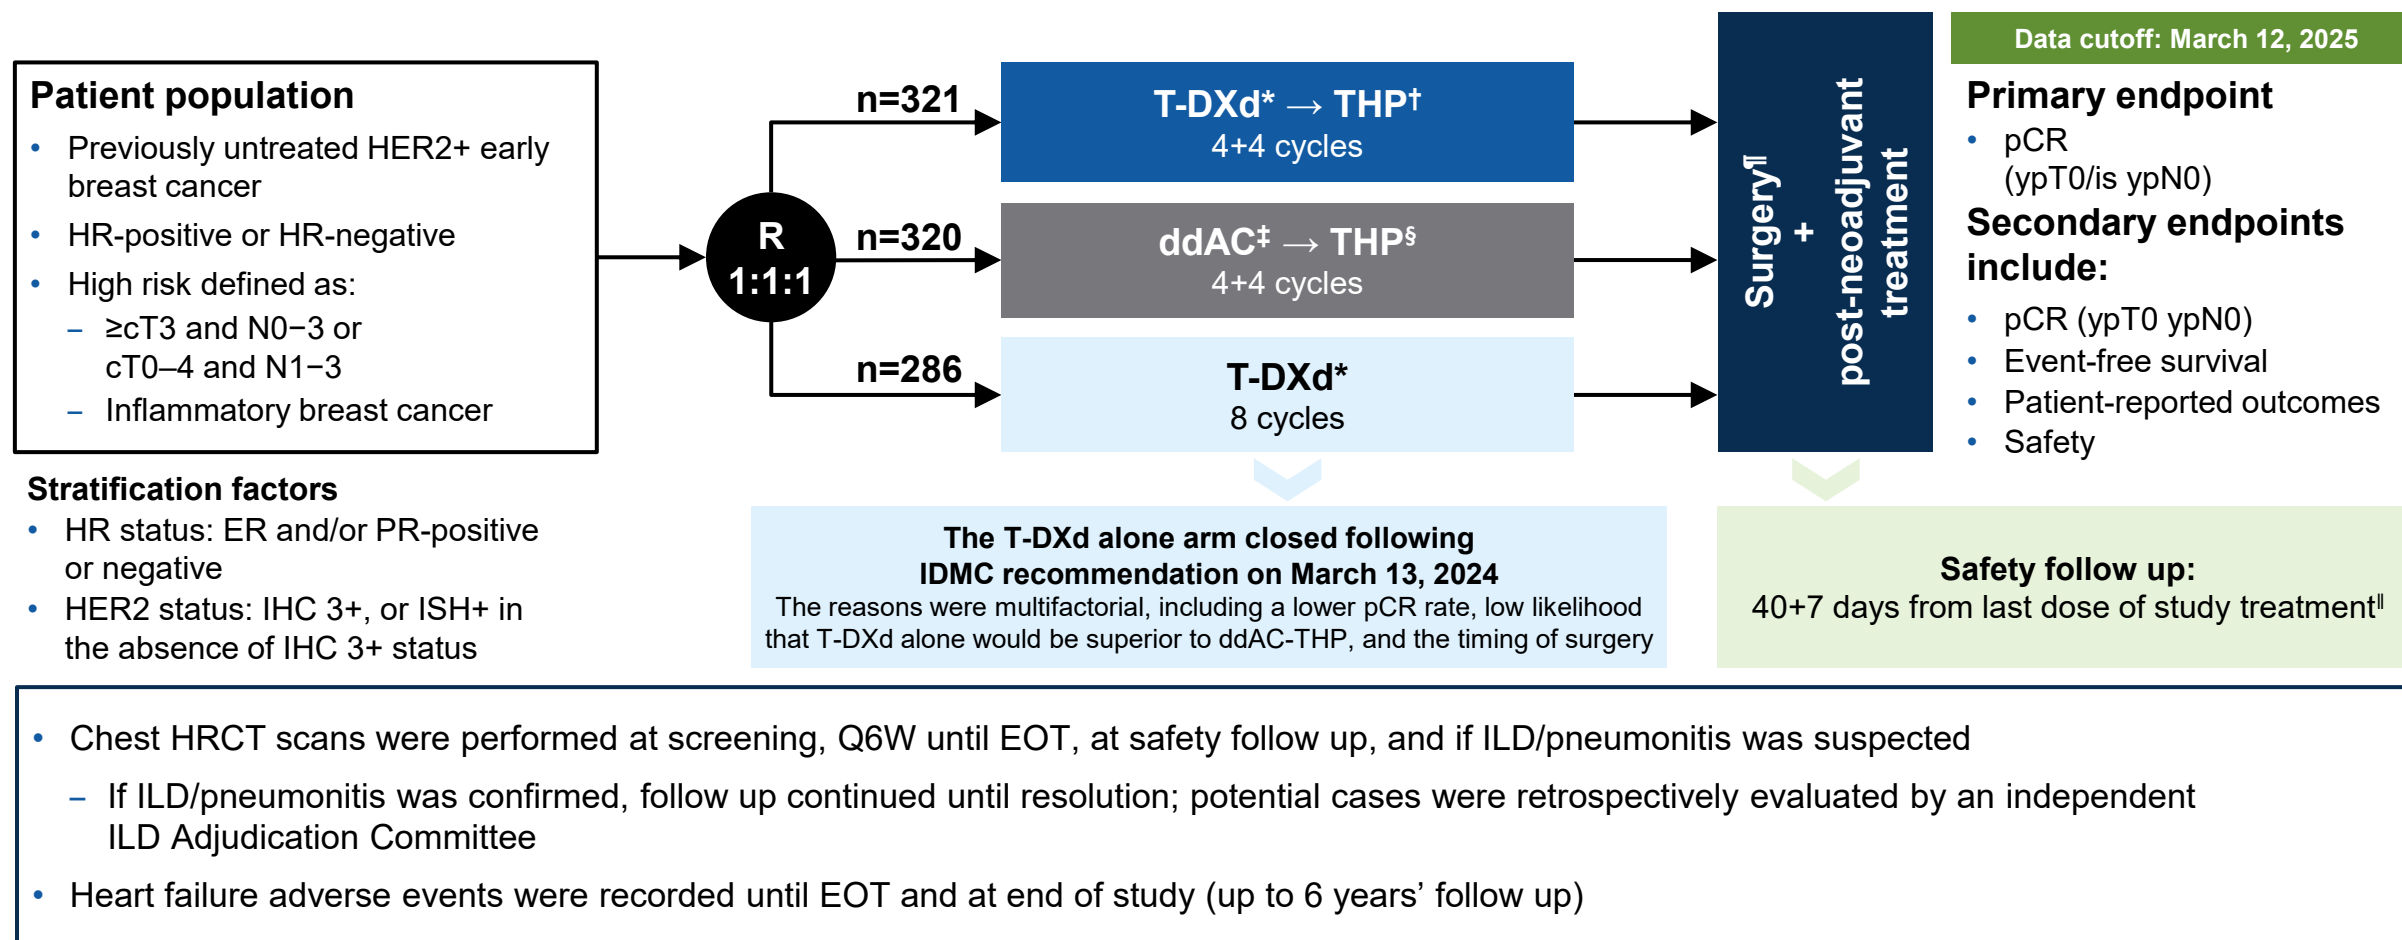 Data cutoff: March 12, 2025
Patient population
• Previously untreated HER2+ early
breast cancer
• HR-positive or HR-negative
• High risk defined as:
– ≥cT3 and N0−3 or
cT0–4 and N1−3
– Inflammatory breast cancer
Stratification factors
• HR status: ER and/or PR-positive
or negative
• HER2 status: IHC 3+, or ISH+ in
the absence of IHC 3+ status
R
1:1:1
n=321
T-DXd* → THP†
4+4 cycles
n=320
ddAC‡ → THP§
4+4 cycles
n=286
T-DXd*
8 cycles
The T-DXd alone arm closed following
IDMC recommendation on March 13, 2024
The reasons were multifactorial, including a lower pCR rate, low likelihood
that T-DXd alone would be superior to ddAC-THP, and the timing of surgery
Surgery¶
+
post-neoadjuvant
treatment
Primary endpoint
• pCR
(ypT0/is ypN0)
Secondary endpoints
include:
• pCR (ypT0 ypN0)
• Event-free survival
• Patient-reported outcomes
• Safety
Safety follow up:
40+7 days from last dose of study treatment‖
• Chest HRCT scans were performed at screening, Q6W until EOT, at safety follow up, and if ILD/pneumonitis was suspected
– If ILD/pneumonitis was confirmed, follow up continued until resolution; potential cases were retrospectively evaluated by an independent
ILD Adjudication Committee
• Heart failure adverse events were recorded until EOT and at end of study (up to 6 years’ follow up)